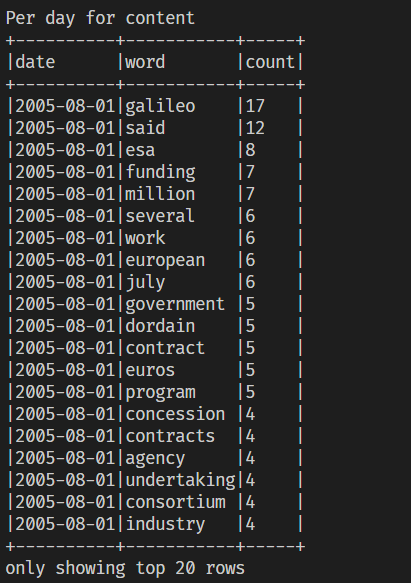 Per day for content
+----------+-----------+-----+
|date      |word       |count|
+----------+-----------+-----+
|2005-08-01|galileo    |17   |
|2005-08-01|said       |12   |
|2005-08-01|esa        |8    |
|2005-08-01|funding    |7    |
|2005-08-01|million    |7    |
|2005-08-01|several    |6    |
|2005-08-01|work       |6    |
|2005-08-01|european   |6    |
|2005-08-01|july       |6    |
|2005-08-01|government |5    |
|2005-08-01|dordain    |5    |
|2005-08-01|contract   |5    |
|2005-08-01|euros      |5    |
|2005-08-01|program    |5    |
|2005-08-01|concession |4    |
|2005-08-01|contracts  |4    |
|2005-08-01|agency     |4    |
|2005-08-01|undertaking|4    |
|2005-08-01|consortium |4    |
|2005-08-01|industry   |4    |
+----------+-----------+-----+
only showing top 20 rows